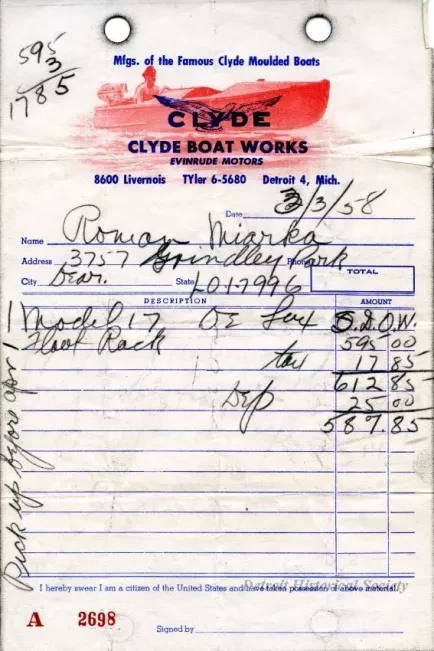 595
3
1785
Mfgs. of the Famous Clyde Moulded Boats
CLYDE
CLYDE BOAT WORKS
EVINRUDE MOTORS
8600 Livernois TYler 6-5680 Detroit 4, Mich.
Date 3/3/58
Name Roman Miarka
Address 3757 Grindley Park Phone
City Dear. State LO17996
TOTAL
DESCRIPTION AMOUNT
1 Model 17 O.D.O.W.
Float Rack 595 00
tax 17 85
612 85
Dep 25 00
587.85
Pick up before apr 1
I hereby swear I am a citizen of the United States and have taken possession of above material.
Detroit Historical Society
A 2698
Signed by